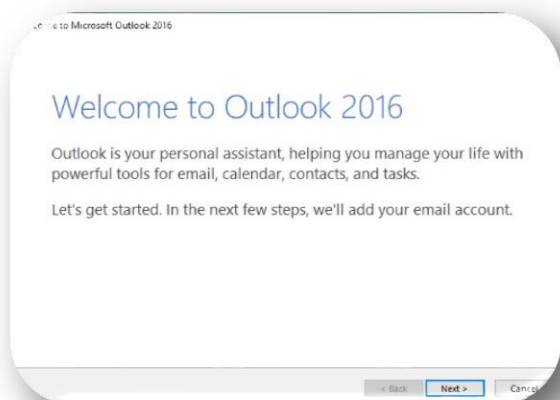 to Microsoft Outlook 2016
Welcome to Outlook 2016
Outlook is your personal assistant, helping you manage your life with
powerful tools for email, calendar, contacts, and tasks.
Let's get started. In the next few steps, we'll add your email account.
< Back Next > Cancel